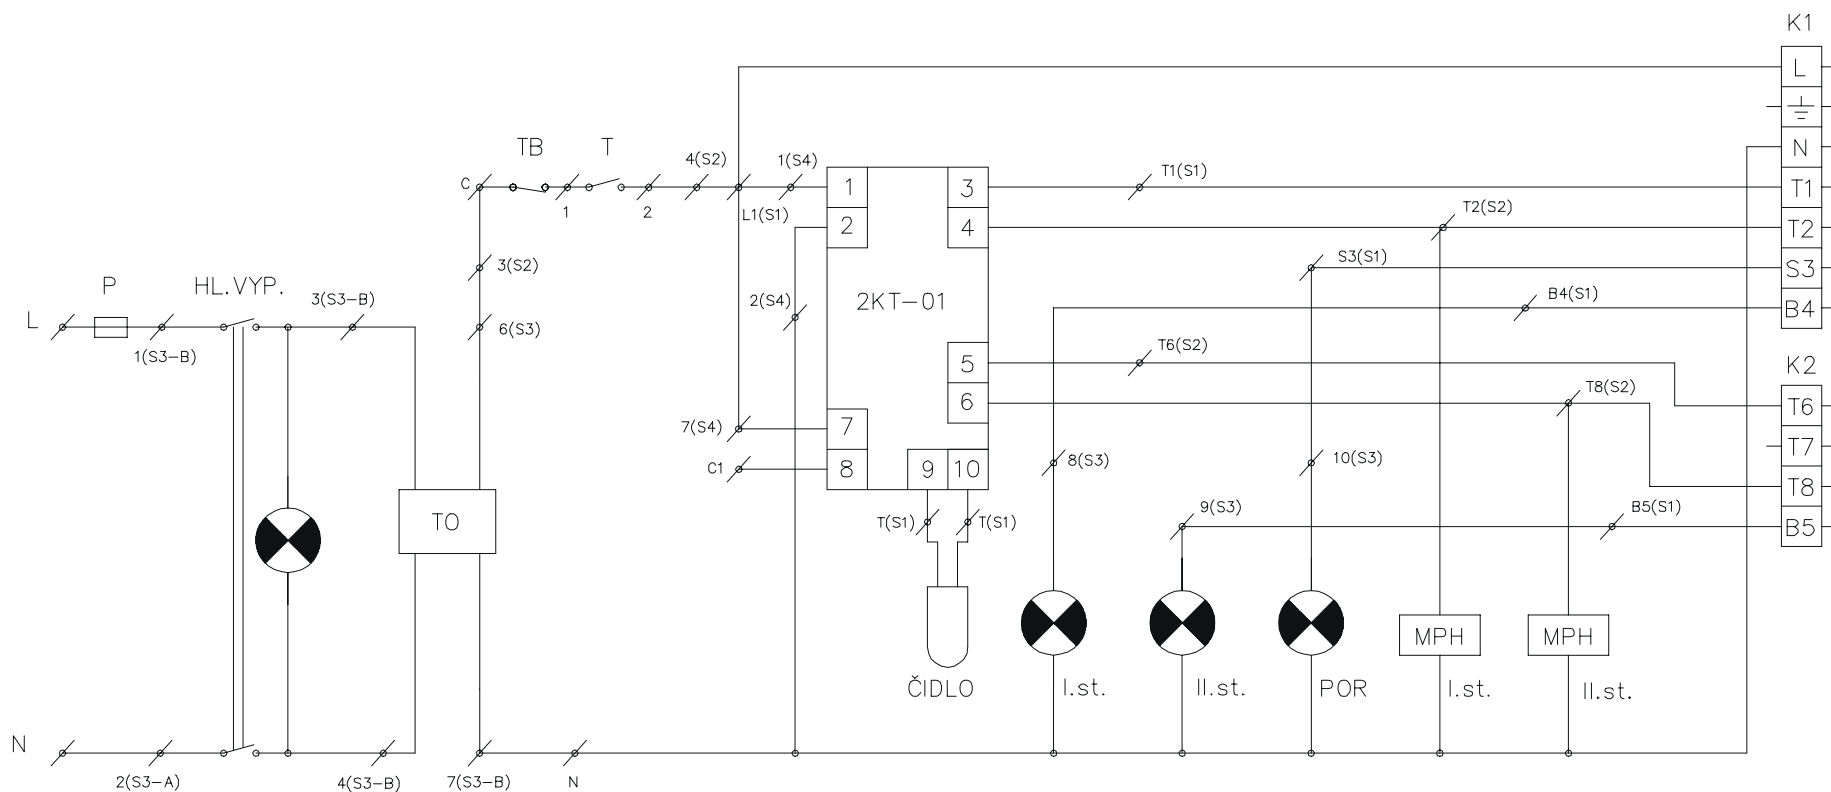 K1
L
N
T1
T2
S3
B4
K2
T6
T7
T8
B5
TB T
C
1
2
4(S2)
1(S4)
L1(S1)
1
2
3
4
2KT-01
5
6
7
8
9
10
T1(S1)
T2(S2)
S3(S1)
B4(S1)
T6(S2)
T8(S2)
3(S2)
6(S3)
2(S4)
7(S4)
C1
T(S1)
T(S1)
8(S3)
10(S3)
9(S3)
B5(S1)
P
HL.VYP.
3(S3-B)
L
1(S3-B)
TO
MPH
MPH
ČIDLO
I.st.
II.st.
POR
I.st.
II.st.
N
2(S3-A)
4(S3-B)
7(S3-B)
N